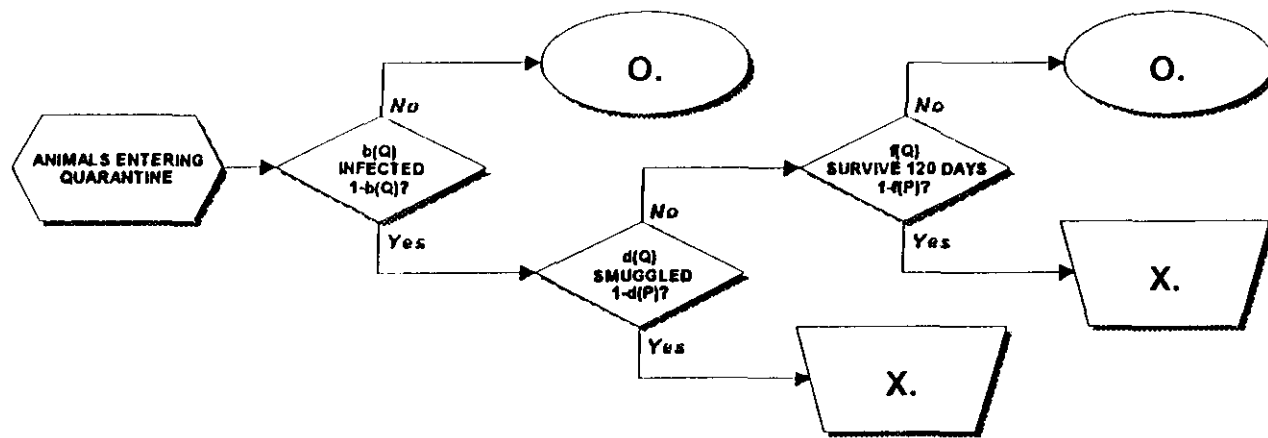 ANIMALS ENTERING
QUARANTINE
b(Q)
INFECTED
1-b(Q)?
No
O.
Yes
d(Q)
SMUGGLED
1-d(P)?
No
f(Q)
SURVIVE 120 DAYS
1-f(P)?
No
O.
Yes
X.
Yes
X.